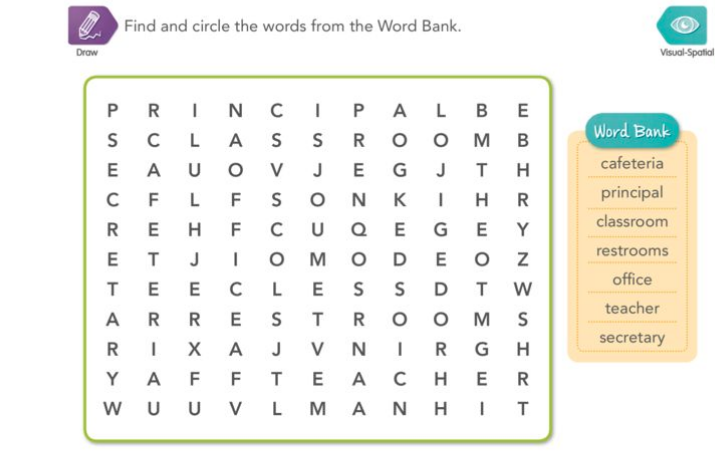 Find and circle the words from the Word Bank.
Draw
Visual-Spatial
P R I N C I P A L B E
S C L A S S R O O M B
E A U O V J E G J T H
C F L F S O N K I H R
R E H F C U Q E G E Y
E T J I O M O D E O Z
T E E C L E S S D T W
A R R E S T R O O M S
R I X A J V N I R G H
Y A F F T E A C H E R
W U U V L M A N H I T
Word Bank
cafeteria
principal
classroom
restrooms
office
teacher
secretary